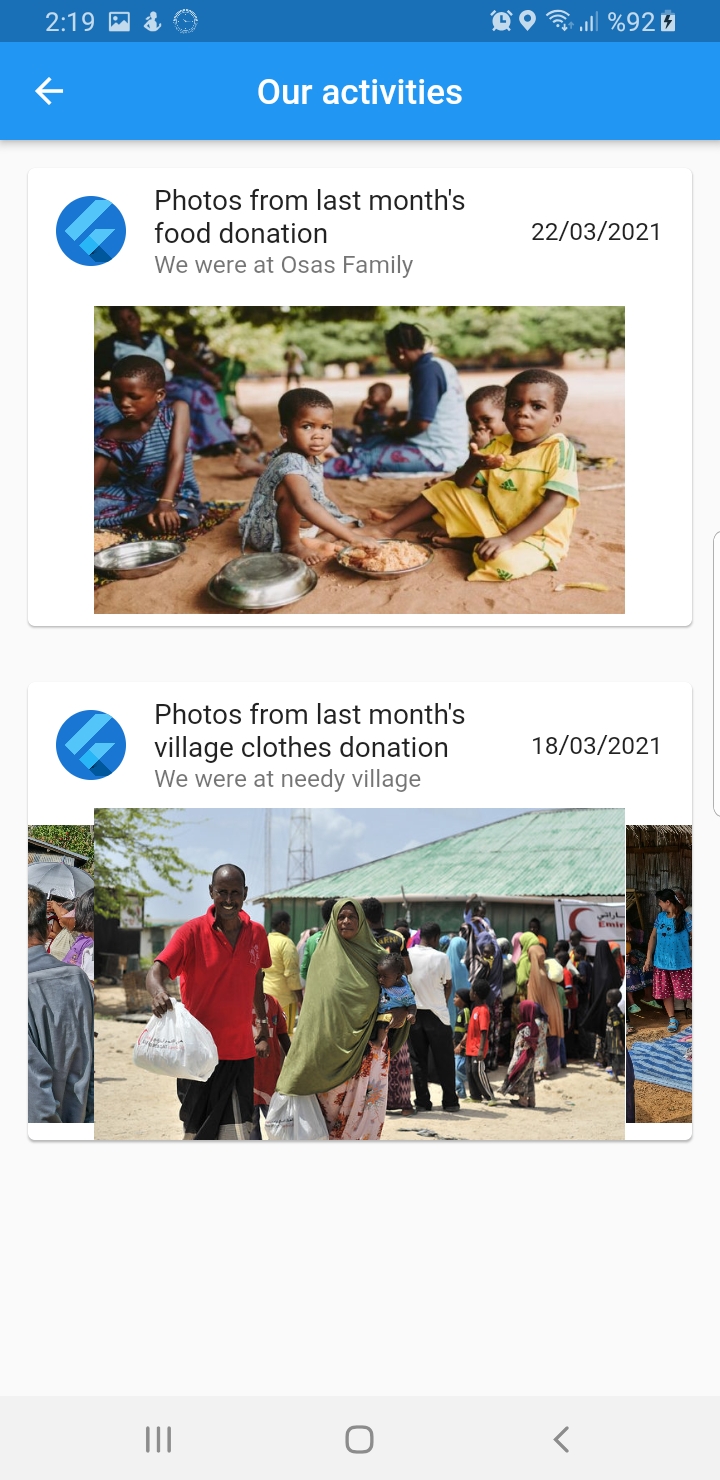 2:19
%92
Our activities
Photos from last month's
food donation
22/03/2021
We were at Osas Family
Photos from last month's
village clothes donation
18/03/2021
We were at needy village